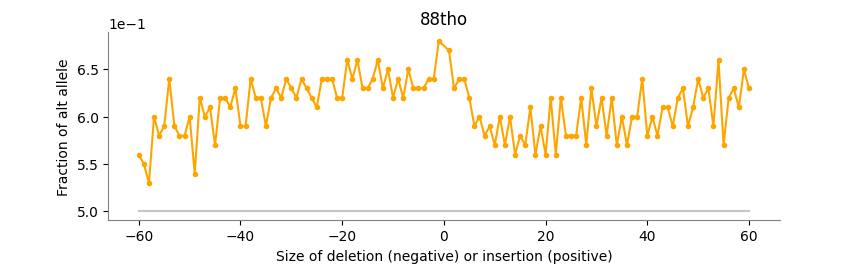 88tho
1e−1
Fraction of alt allele
6.5
6.0
5.5
5.0
−60 −40 −20 0 20 40 60
Size of deletion (negative) or insertion (positive)